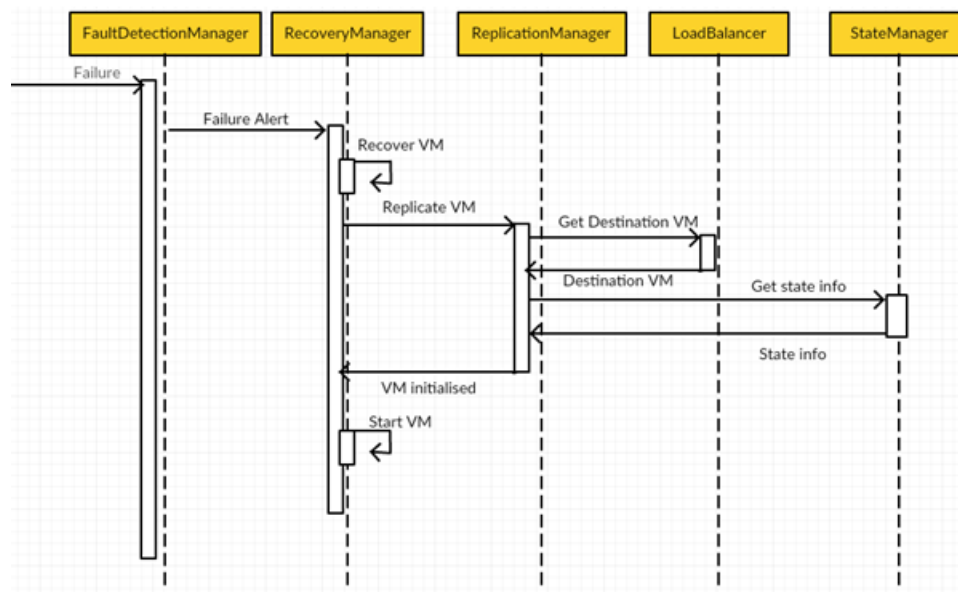 FaultDetectionManager
RecoveryManager
ReplicationManager
LoadBalancer
StateManager
Failure
Failure Alert
Recover VM
Replicate VM
Get Destination VM
Destination VM
Get state info
State info
VM initialised
Start VM